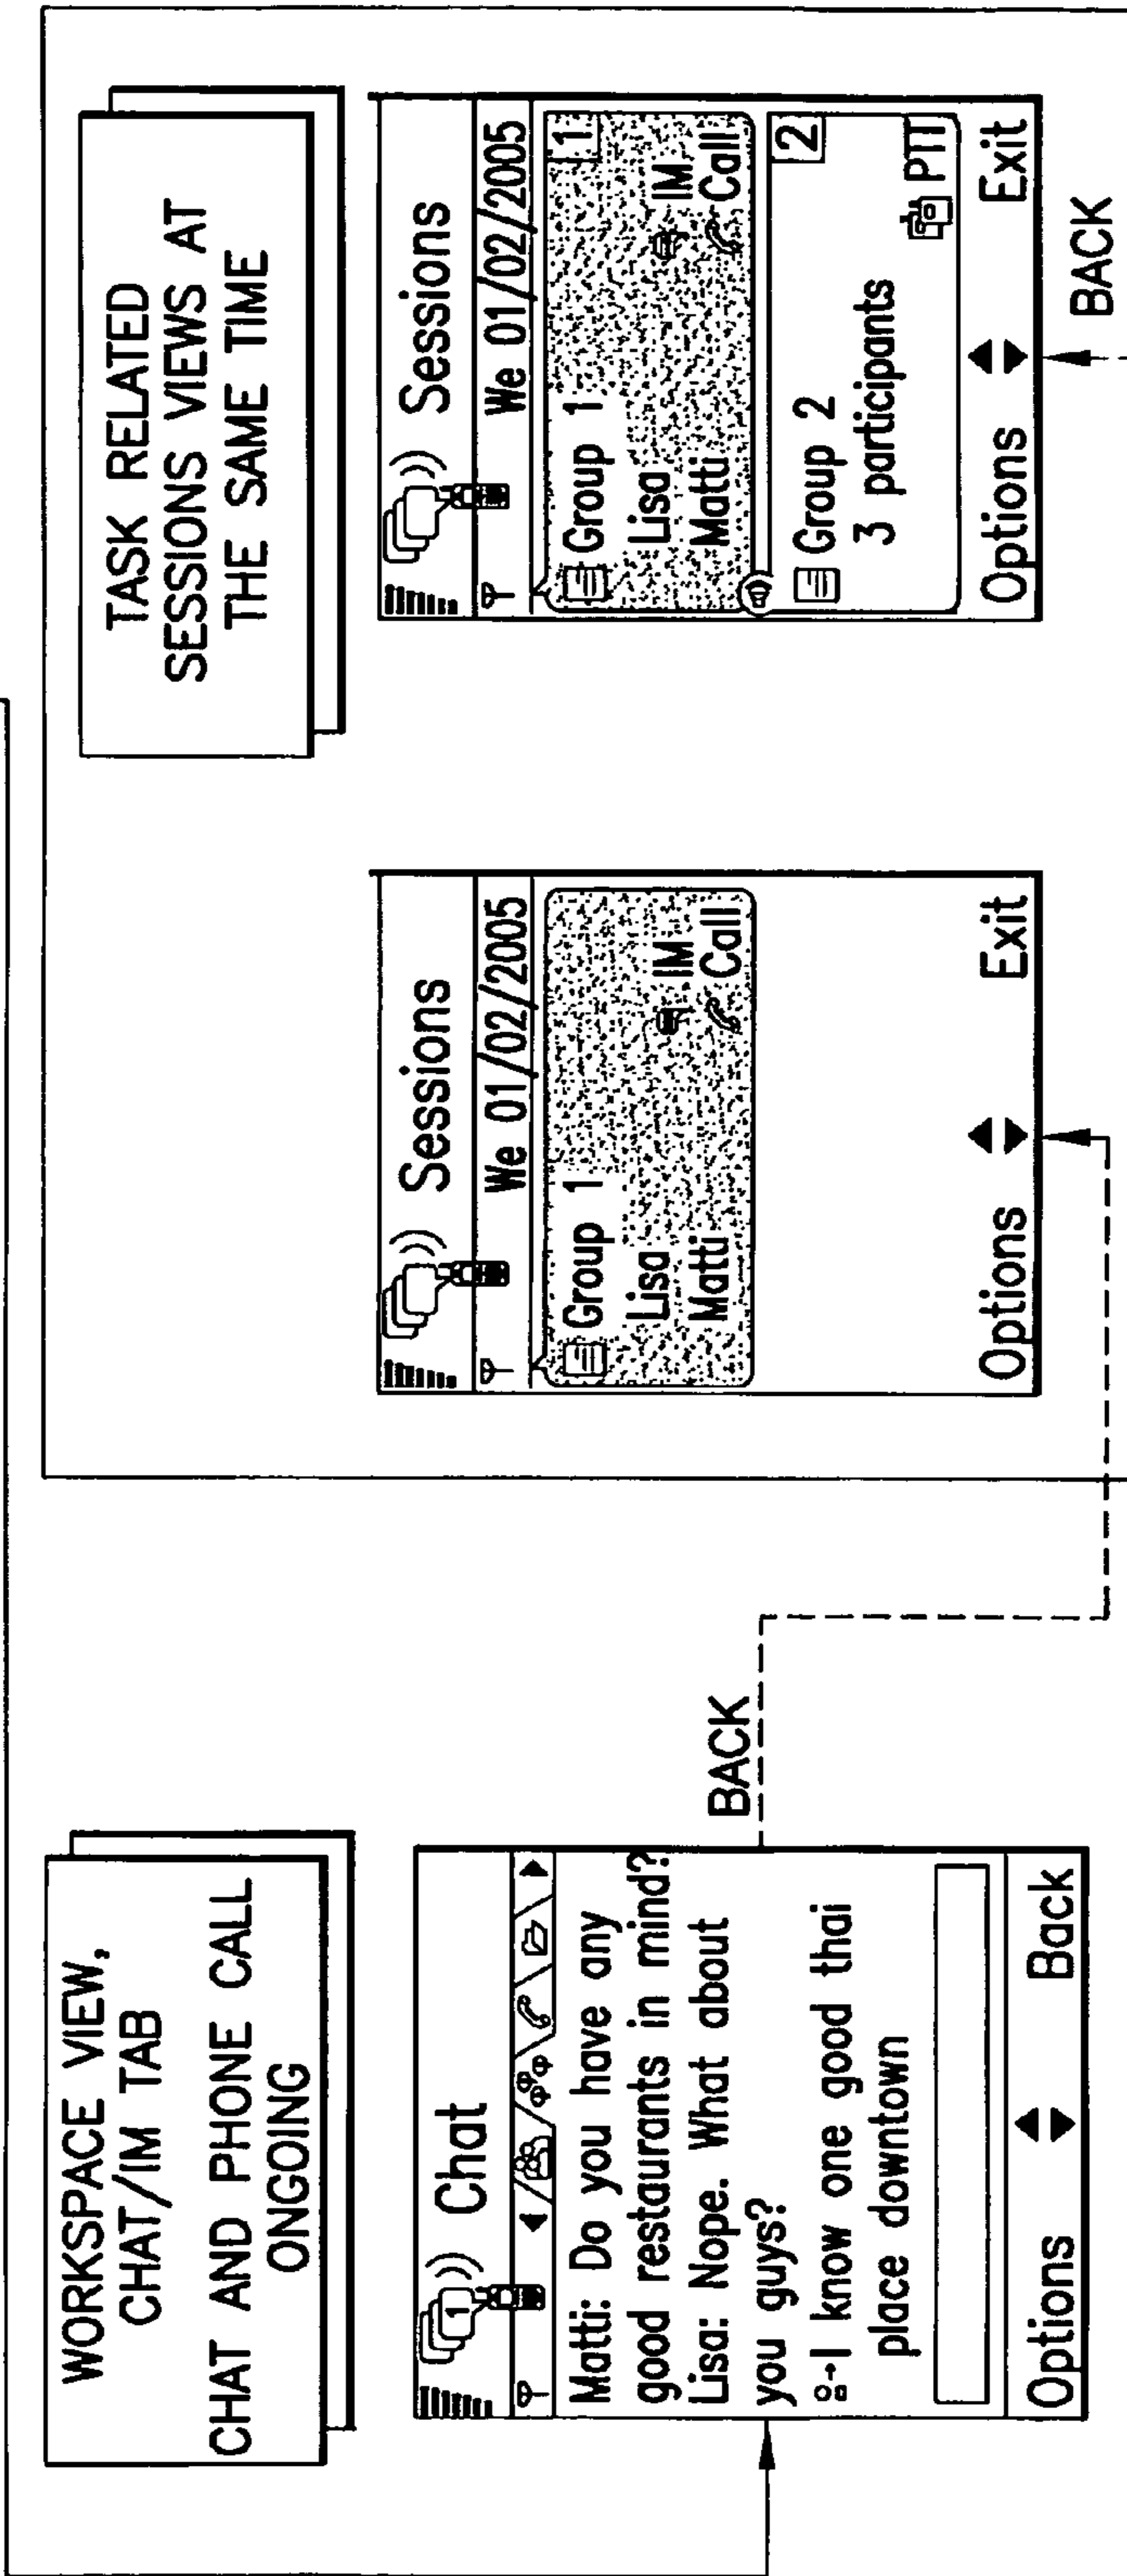 WORKSPACE VIEW,
CHAT/IM TAB
CHAT AND PHONE CALL
ONGOING
1 Chat
Matti: Do you have any
good restaurants in mind?
Lisa: Nope. What about
you guys?
I know one good thai
place downtown
Options Back
BACK
TASK RELATED
SESSIONS VIEWS AT
THE SAME TIME
Sessions
We 01/02/2005
Group 1
Lisa IM
Matti Call
Options Exit
Sessions
We 01/02/2005
Group 1 1
Lisa IM
Matti Call
Group 2 2
3 participants
PTT
Options Exit
BACK